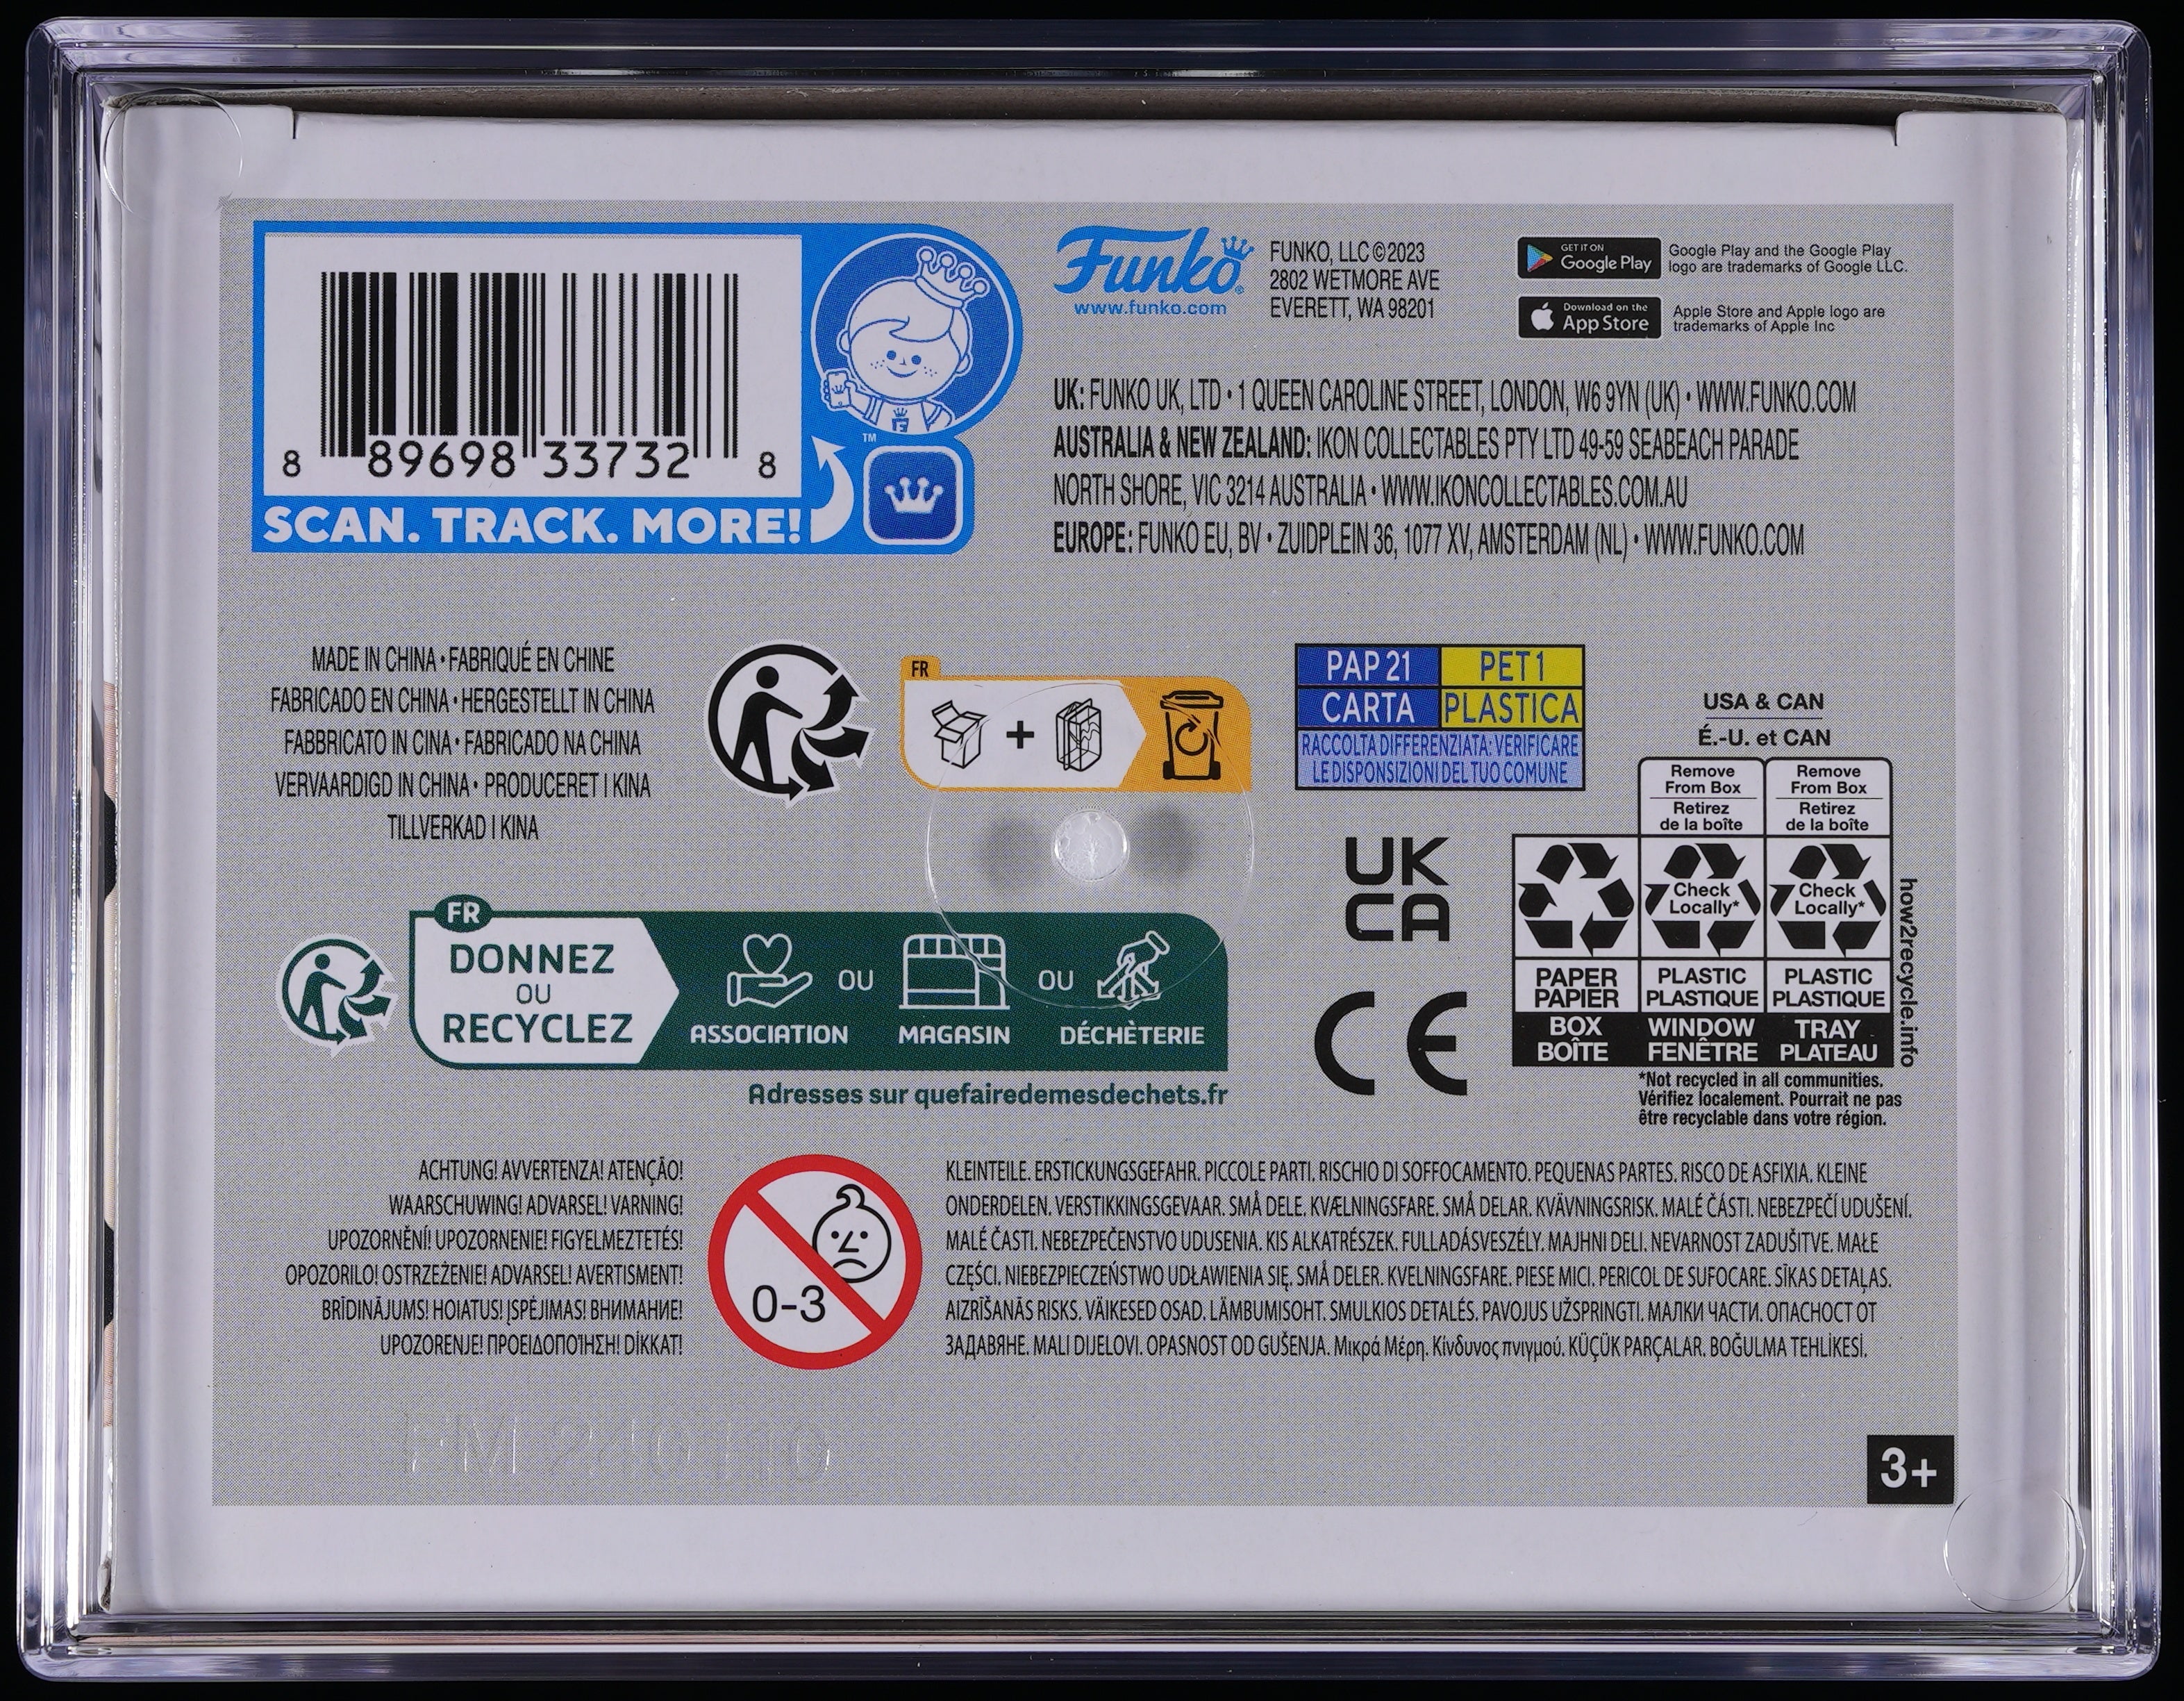 8 89698 33732 8
SCAN. TRACK. MORE!
™
Funko®
www.funko.com
FUNKO, LLC ©2023
2802 WETMORE AVE
EVERETT, WA 98201
GET IT ON
Google Play
Google Play and the Google Play
logo are trademarks of Google LLC.
Download on the
App Store
Apple Store and Apple logo are
trademarks of Apple Inc
UK: FUNKO UK, LTD • 1 QUEEN CAROLINE STREET, LONDON, W6 9YN (UK) • WWW.FUNKO.COM
AUSTRALIA & NEW ZEALAND: IKON COLLECTABLES PTY LTD 49-59 SEABEACH PARADE
NORTH SHORE, VIC 3214 AUSTRALIA • WWW.IKONCOLLECTABLES.COM.AU
EUROPE: FUNKO EU, BV • ZUIDPLEIN 36, 1077 XV, AMSTERDAM (NL) • WWW.FUNKO.COM
MADE IN CHINA • FABRIQUÉ EN CHINE
FABRICADO EN CHINA • HERGESTELLT IN CHINA
FABBRICATO IN CINA • FABRICADO NA CHINA
VERVAARDIGD IN CHINA • PRODUCERET I KINA
TILLVERKAD I KINA
FR
+
PAP 21 PET 1
CARTA PLASTICA
RACCOLTA DIFFERENZIATA: VERIFICARE
LE DISPONSIZIONI DEL TUO COMUNE
USA & CAN
É.-U. et CAN
Remove
From Box
Retirez
de la boîte
Remove
From Box
Retirez
de la boîte
Check
Locally*
Check
Locally*
PAPER
PAPIER
PLASTIC
PLASTIQUE
PLASTIC
PLASTIQUE
BOX
BOÎTE
WINDOW
FENÊTRE
TRAY
PLATEAU
how2recycle.info
*Not recycled in all communities.
Vérifiez localement. Pourrait ne pas
être recyclable dans votre région.
UK
CA
CE
FR
DONNEZ
OU
RECYCLEZ
ASSOCIATION
OU
MAGASIN
OU
DÉCHÈTERIE
Adresses sur quefairedemesdechets.fr
ACHTUNG! AVVERTENZA! ATENÇÃO!
WAARSCHUWING! ADVARSEL! VARNING!
UPOZORNĚNÍ! UPOZORNENIE! FIGYELMEZTETÉS!
OPOZORILO! OSTRZEŻENIE! ADVARSEL! AVERTISMENT!
BRĪDINĀJUMS! HOIATUS! ĮSPĖJIMAS! ВНИМАНИЕ!
UPOZORENJE! ΠΡΟΕΙΔΟΠΟΊΗΣΗ! DİKKAT!
0-3
KLEINTEILE. ERSTICKUNGSGEFAHR. PICCOLE PARTI. RISCHIO DI SOFFOCAMENTO. PEQUENAS PARTES. RISCO DE ASFIXIA. KLEINE
ONDERDELEN. VERSTIKKINGSGEVAAR. SMÅ DELE. KVÆLNINGSFARE. SMÅ DELAR. KVÄVNINGSRISK. MALÉ ČÁSTI. NEBEZPEČÍ UDUŠENÍ.
MALÉ ČASTI. NEBEZPEČENSTVO UDUSENIA. KIS ALKATRÉSZEK. FULLADÁSVESZÉLY. MAJHNI DELI. NEVARNOST ZADUŠITVE. MAŁE
CZĘŚCI. NIEBEZPIECZEŃSTWO UDŁAWIENIA SIĘ. SMÅ DELER. KVELNINGSFARE. PIESE MICI. PERICOL DE SUFOCARE. SĪKAS DETAĻAS.
AIZRĪŠANĀS RISKS. VÄIKESED OSAD. LÄMBUMISOHT. SMULKIOS DETALĖS. PAVOJUS UŽSPRINGTI. МАЛКИ ЧАСТИ. ОПАСНОСТ ОТ
ЗАДАВЯНЕ. MALI DIJELOVI. OPASNOST OD GUŠENJA. Μικρά Μέρη. Κίνδυνος πνιγμού. KÜÇÜK PARÇALAR. BOĞULMA TEHLİKESİ.
3+